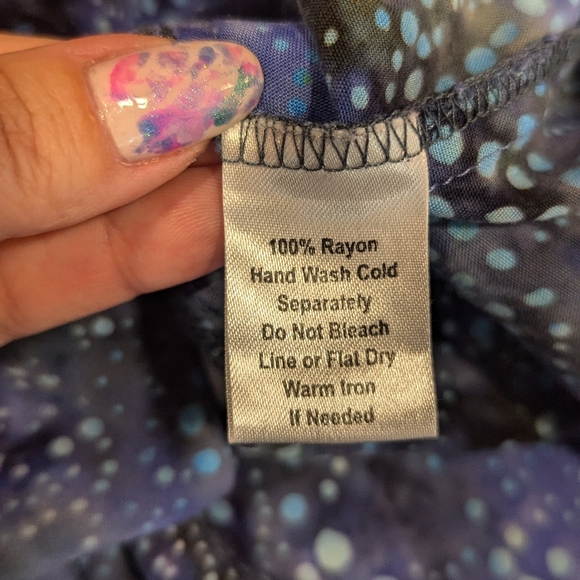 100% Rayon
Hand Wash Cold
Separately
Do Not Bleach
Line or Flat Dry
Warm Iron
If Needed